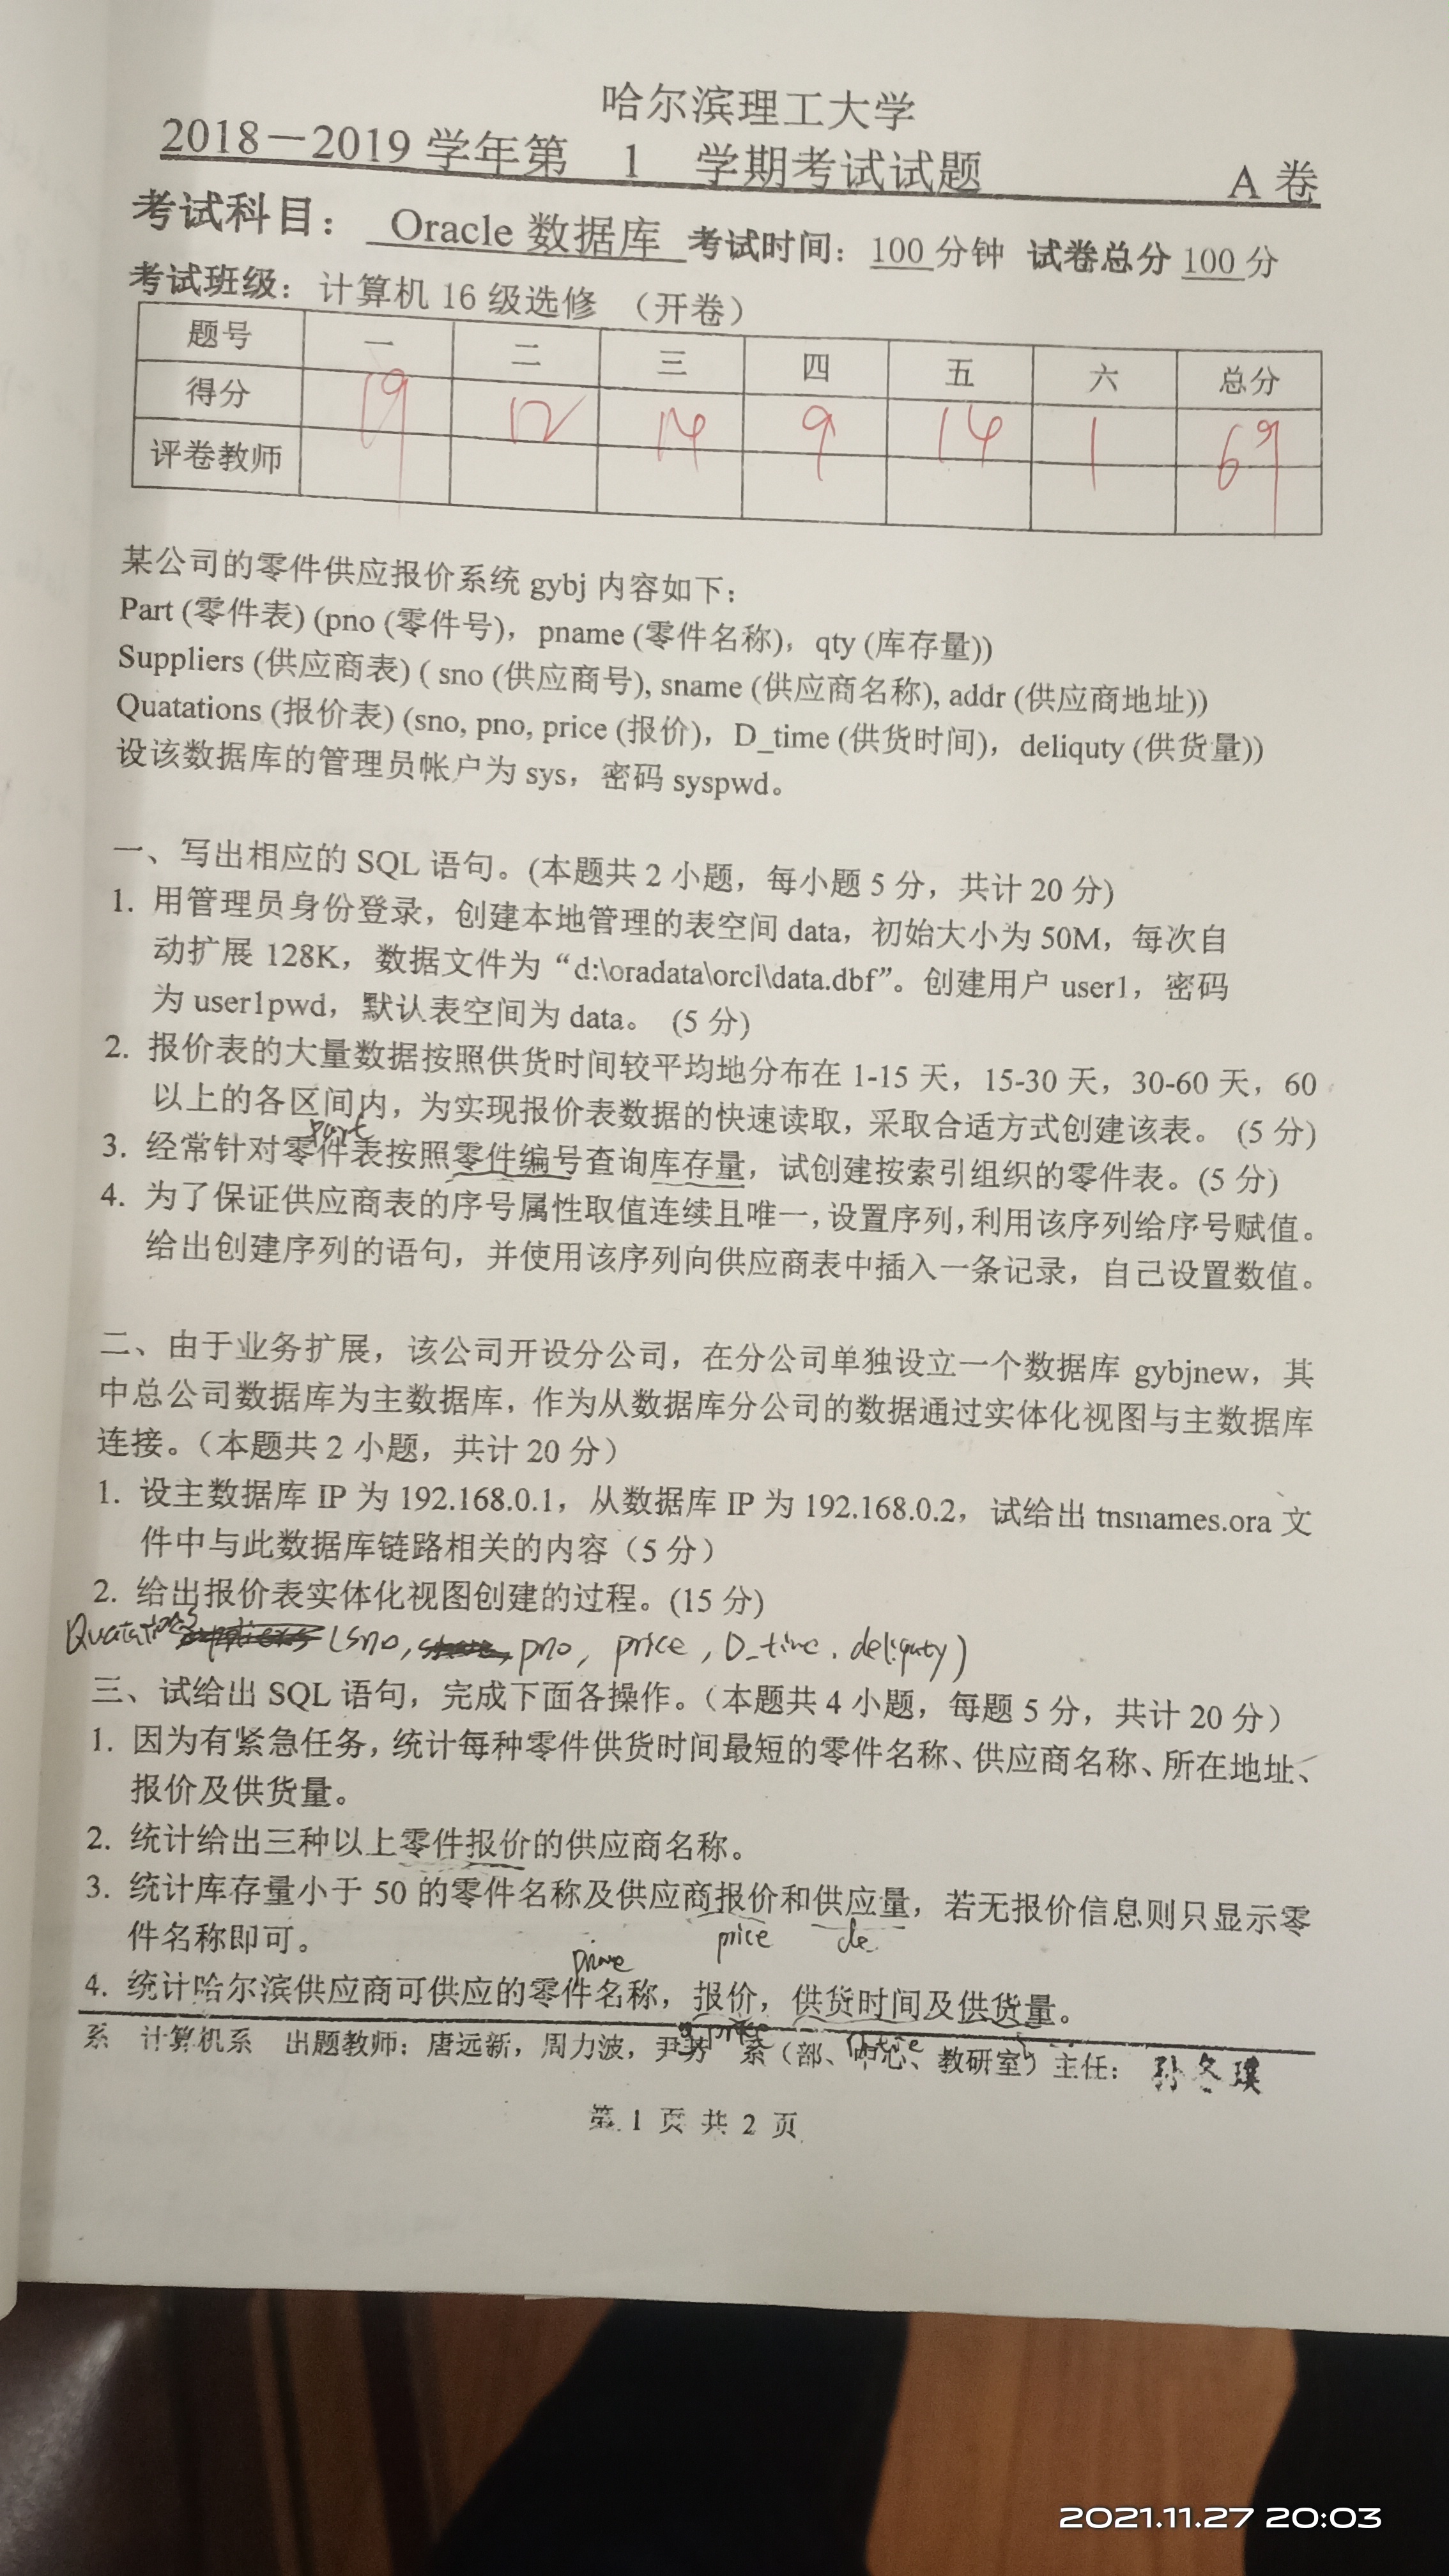 哈尔滨理工大学
2018－2019 学年第 1 学期考试试题 A 卷
考试科目： Oracle 数据库 考试时间：100 分钟 试卷总分 100 分
考试班级：计算机 16 级选修 （开卷）
题号 一 二 三 四 五 六 总分
得分 19 12 14 9 14 1 69
评卷教师
某公司的零件供应报价系统 gybj 内容如下：
Part (零件表) (pno (零件号)， pname (零件名称)， qty (库存量))
Suppliers (供应商表) ( sno (供应商号), sname (供应商名称), addr (供应商地址))
Quatations (报价表) (sno, pno, price (报价)， D_time (供货时间)， deliquty (供货量))
设该数据库的管理员帐户为 sys，密码 syspwd。
一、写出相应的 SQL 语句。(本题共 2 小题，每小题 5 分，共计 20 分)
1. 用管理员身份登录，创建本地管理的表空间 data，初始大小为 50M，每次自
动扩展 128K，数据文件为“d:\oradata\orcl\data.dbf”。创建用户 user1，密码
为 user1pwd，默认表空间为 data。 (5 分)
2. 报价表的大量数据按照供货时间较平均地分布在 1-15 天，15-30 天，30-60 天，60
以上的各区间内，为实现报价表数据的快速读取，采取合适方式创建该表。 (5 分)
part
3. 经常针对零件表按照零件编号查询库存量，试创建按索引组织的零件表。(5 分)
4. 为了保证供应商表的序号属性取值连续且唯一，设置序列，利用该序列给序号赋值。
给出创建序列的语句，并使用该序列向供应商表中插入一条记录，自己设置数值。
二、由于业务扩展，该公司开设分公司，在分公司单独设立一个数据库 gybjnew，其
中总公司数据库为主数据库，作为从数据库分公司的数据通过实体化视图与主数据库
连接。（本题共 2 小题，共计 20 分）
1. 设主数据库 IP 为 192.168.0.1，从数据库 IP 为 192.168.0.2，试给出 tnsnames.ora 文
件中与此数据库链路相关的内容（5 分）
2. 给出报价表实体化视图创建的过程。(15 分)
Quatations (sno, pno, price, D_time, deliquty)
三、试给出 SQL 语句，完成下面各操作。（本题共 4 小题，每题 5 分，共计 20 分）
1. 因为有紧急任务，统计每种零件供货时间最短的零件名称、供应商名称、所在地址、
报价及供货量。
2. 统计给出三种以上零件报价的供应商名称。
3. 统计库存量小于 50 的零件名称及供应商报价和供应量，若无报价信息则只显示零
件名称即可。
price de
pname
4. 统计哈尔滨供应商可供应的零件名称，报价，供货时间及供货量。
系 计算机系 出题教师：唐远新，周力波，尹芳 系（部、中心、教研室）主任： 孙冬璞
第 1 页 共 2 页
2021.11.27 20:03